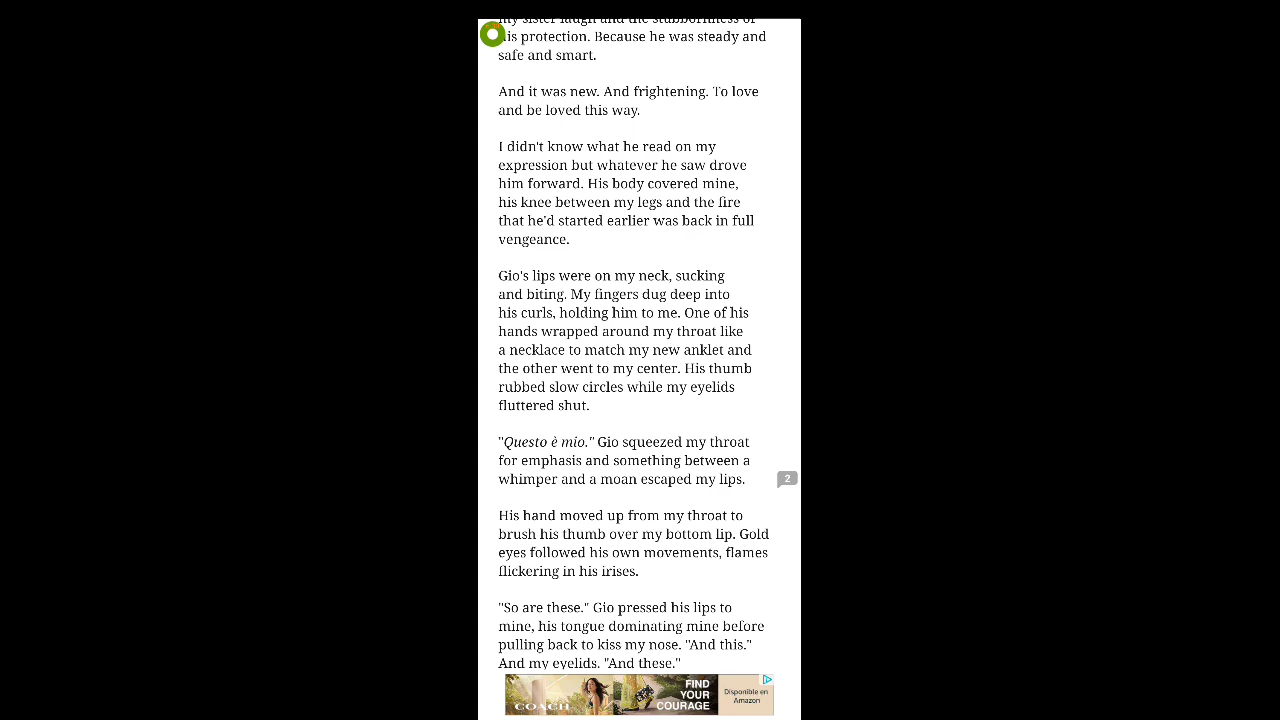 my sister laugh and the stubbornness of
his protection. Because he was steady and
safe and smart.
And it was new. And frightening. To love
and be loved this way.
I didn't know what he read on my
expression but whatever he saw drove
him forward. His body covered mine,
his knee between my legs and the fire
that he'd started earlier was back in full
vengeance.
Gio's lips were on my neck, sucking
and biting. My fingers dug deep into
his curls, holding him to me. One of his
hands wrapped around my throat like
a necklace to match my new anklet and
the other went to my center. His thumb
rubbed slow circles while my eyelids
fluttered shut.
"Questo è mio." Gio squeezed my throat
for emphasis and something between a
whimper and a moan escaped my lips.
2
His hand moved up from my throat to
brush his thumb over my bottom lip. Gold
eyes followed his own movements, flames
flickering in his irises.
"So are these." Gio pressed his lips to
mine, his tongue dominating mine before
pulling back to kiss my nose. "And this."
And my eyelids. "And these."
COACH
FIND
YOUR
COURAGE
Disponible en
Amazon